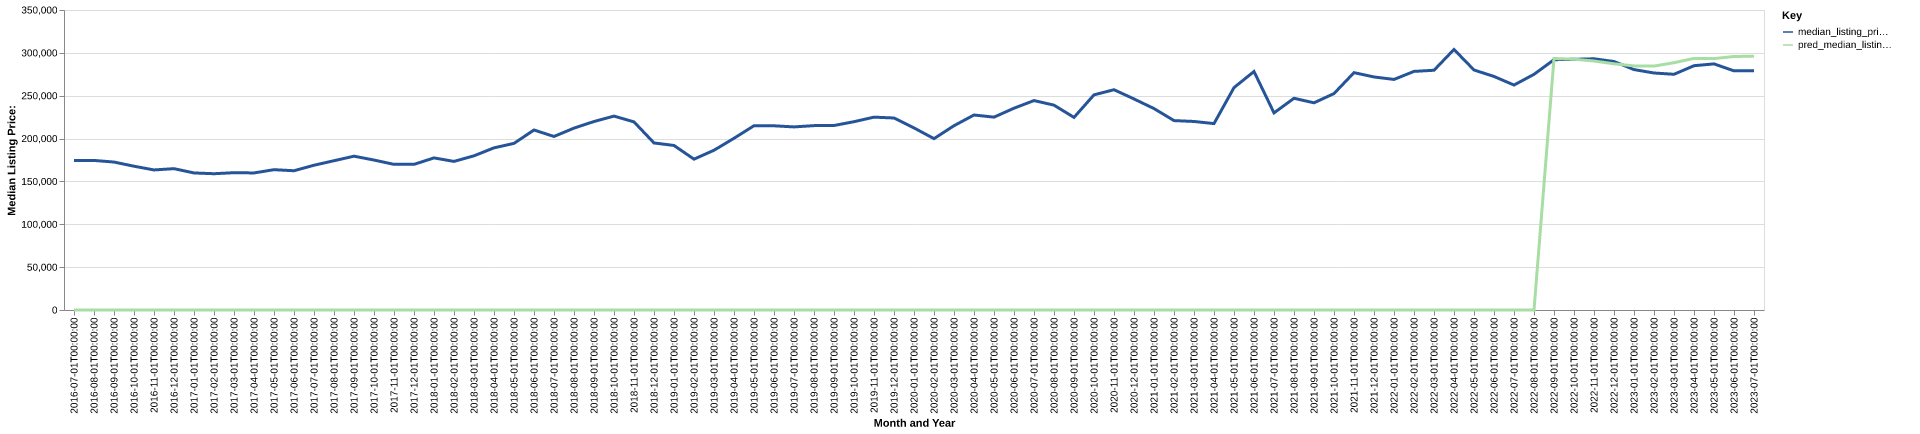 350,000
300,000
250,000
200,000
150,000
100,000
50,000
0
Median Listing Price:
2016-07-01T00:00:00
2016-08-01T00:00:00
2016-09-01T00:00:00
2016-10-01T00:00:00
2016-11-01T00:00:00
2016-12-01T00:00:00
2017-01-01T00:00:00
2017-02-01T00:00:00
2017-03-01T00:00:00
2017-04-01T00:00:00
2017-05-01T00:00:00
2017-06-01T00:00:00
2017-07-01T00:00:00
2017-08-01T00:00:00
2017-09-01T00:00:00
2017-10-01T00:00:00
2017-11-01T00:00:00
2017-12-01T00:00:00
2018-01-01T00:00:00
2018-02-01T00:00:00
2018-03-01T00:00:00
2018-04-01T00:00:00
2018-05-01T00:00:00
2018-06-01T00:00:00
2018-07-01T00:00:00
2018-08-01T00:00:00
2018-09-01T00:00:00
2018-10-01T00:00:00
2018-11-01T00:00:00
2018-12-01T00:00:00
2019-01-01T00:00:00
2019-02-01T00:00:00
2019-03-01T00:00:00
2019-04-01T00:00:00
2019-05-01T00:00:00
2019-06-01T00:00:00
2019-07-01T00:00:00
2019-08-01T00:00:00
2019-09-01T00:00:00
2019-10-01T00:00:00
2019-11-01T00:00:00
2019-12-01T00:00:00
2020-01-01T00:00:00
2020-02-01T00:00:00
2020-03-01T00:00:00
2020-04-01T00:00:00
2020-05-01T00:00:00
2020-06-01T00:00:00
2020-07-01T00:00:00
2020-08-01T00:00:00
2020-09-01T00:00:00
2020-10-01T00:00:00
2020-11-01T00:00:00
2020-12-01T00:00:00
2021-01-01T00:00:00
2021-02-01T00:00:00
2021-03-01T00:00:00
2021-04-01T00:00:00
2021-05-01T00:00:00
2021-06-01T00:00:00
2021-07-01T00:00:00
2021-08-01T00:00:00
2021-09-01T00:00:00
2021-10-01T00:00:00
2021-11-01T00:00:00
2021-12-01T00:00:00
2022-01-01T00:00:00
2022-02-01T00:00:00
2022-03-01T00:00:00
2022-04-01T00:00:00
2022-05-01T00:00:00
2022-06-01T00:00:00
2022-07-01T00:00:00
2022-08-01T00:00:00
2022-09-01T00:00:00
2022-10-01T00:00:00
2022-11-01T00:00:00
2022-12-01T00:00:00
2023-01-01T00:00:00
2023-02-01T00:00:00
2023-03-01T00:00:00
2023-04-01T00:00:00
2023-05-01T00:00:00
2023-06-01T00:00:00
2023-07-01T00:00:00
Month and Year
Key
median_listing_pri…
pred_median_listin…